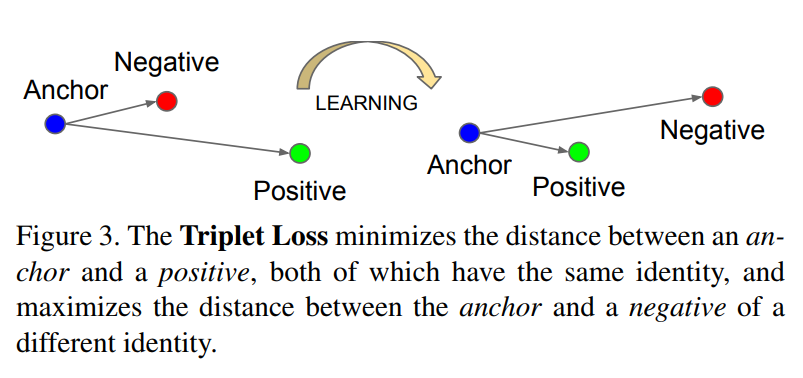 Negative
Anchor
LEARNING
Positive
Negative
Anchor
Positive
Figure 3. The Triplet Loss minimizes the distance between an an-
chor and a positive, both of which have the same identity, and
maximizes the distance between the anchor and a negative of a
different identity.